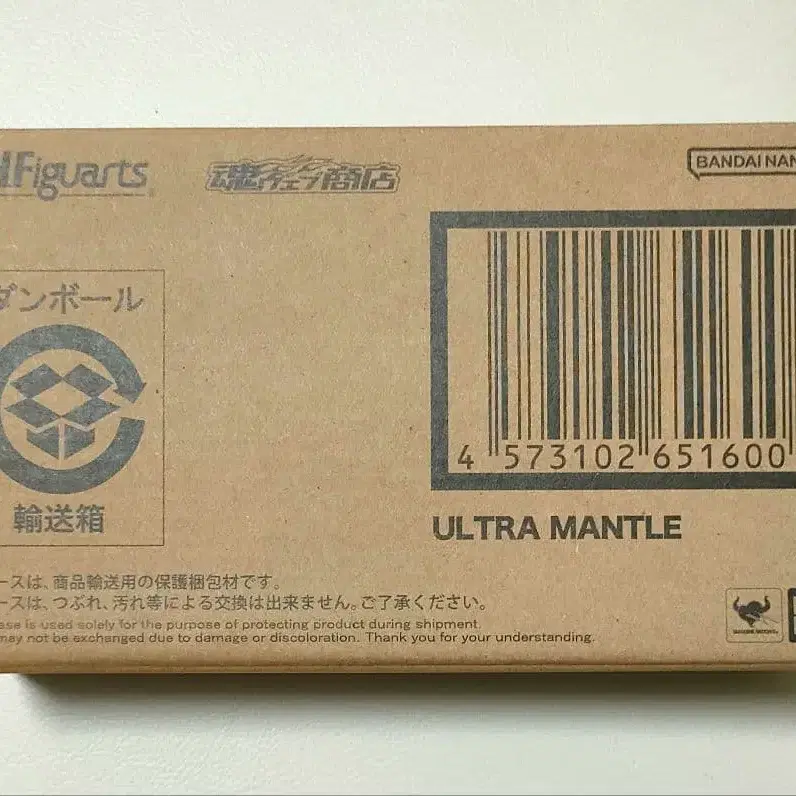 .Figuarts
魂ウェブ商店
BANDAI NAM
ダンボール
輸送箱
4 573102 651600
ULTRA MANTLE
ースは、商品輸送用の保護梱包材です。
ースは、つぶれ、汚れ等による交換は出来ません。ご了承ください。
ase is used solely for the purpose of protecting product during shipment.
may not be exchanged due to damage or discoloration. Thank you for your understanding.